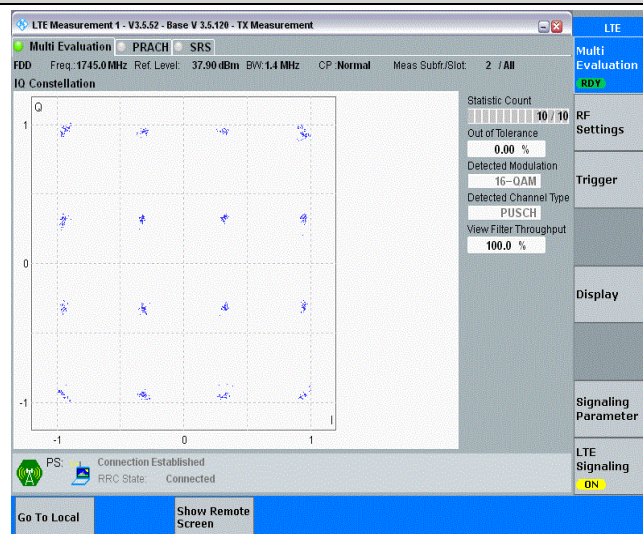 LTE Measurement 1 - V3.5.52 - Base V 3.5.120 - TX Measurement
LTE
Multi Evaluation PRACH SRS
Multi
Evaluation
RDY
FDD Freq.:1745.0 MHz Ref. Level: 37.90 dBm BW:1.4 MHz CP :Normal Meas Subfr./Slot: 2 / All
IQ Constellation
Q
1
0
-1
-1 0 1
I
Statistic Count
10 / 10
Out of Tolerance
0.00 %
Detected Modulation
16-QAM
Detected Channel Type
PUSCH
View Filter Throughput
100.0 %
RF
Settings
Trigger
Display
Signaling
Parameter
LTE
Signaling
ON
PS: Connection Established
RRC State: Connected
Go To Local
Show Remote
Screen